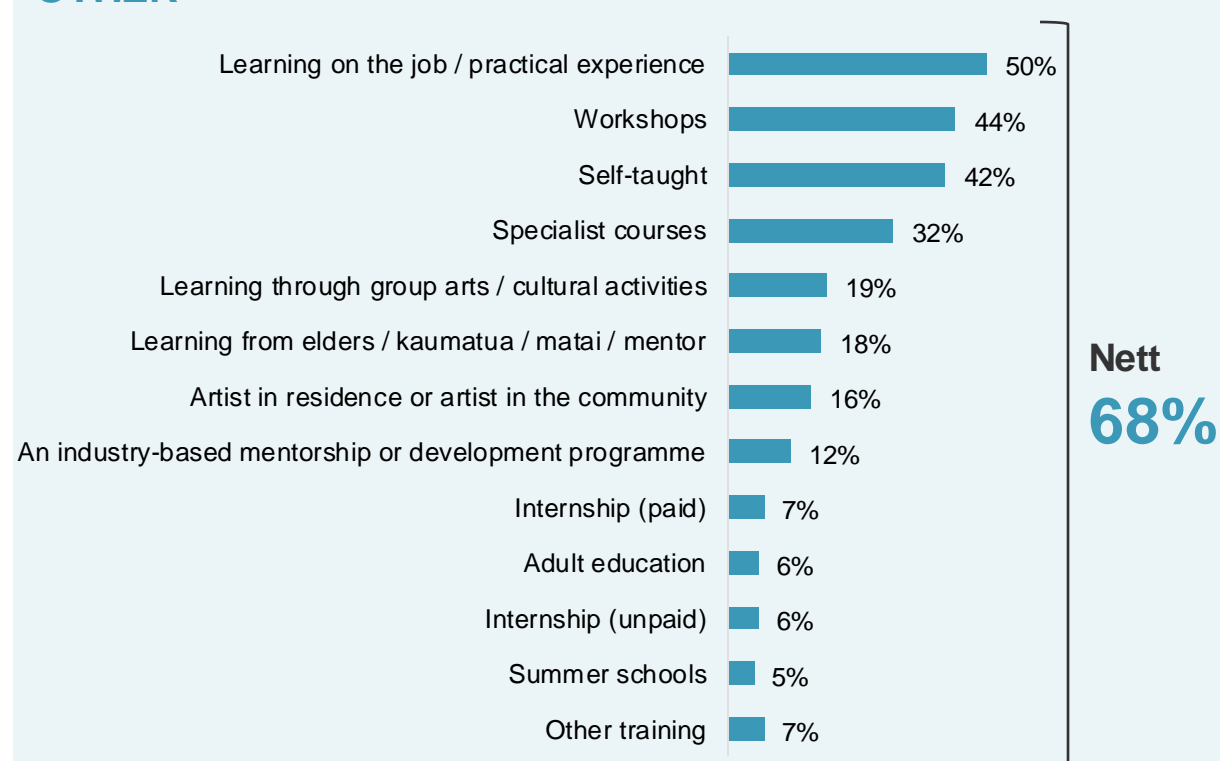 OTHER
Learning on the job / practical experience 50%
Workshops 44%
Self-taught 42%
Specialist courses 32%
Learning through group arts / cultural activities 19%
Learning from elders / kaumatua / matai / mentor 18%
Artist in residence or artist in the community 16%
An industry-based mentorship or development programme 12%
Internship (paid) 7%
Adult education 6%
Internship (unpaid) 6%
Summer schools 5%
Other training 7%
Nett
68%